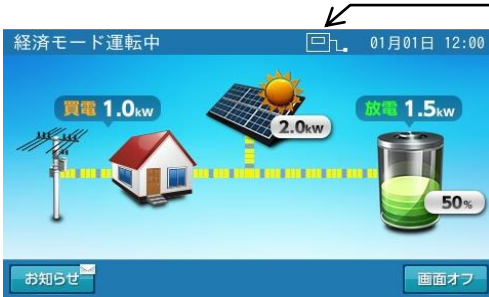 経済モード運転中 01月01日 12:00
買電 1.0kw
2.0kw
放電 1.5kw
50%
お知らせ 画面オフ